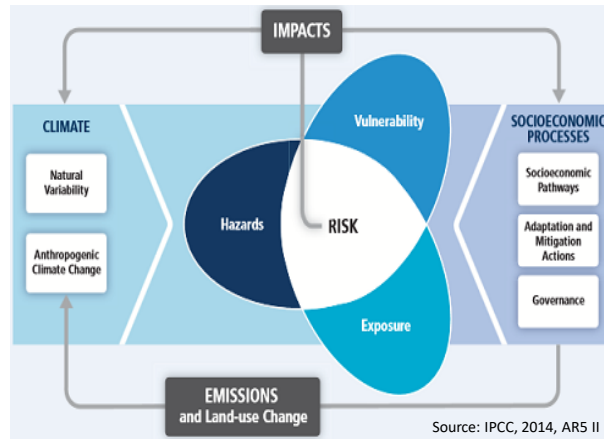 IMPACTS
CLIMATE
Natural
Variability
Anthropogenic
Climate Change
Vulnerability
Hazards
RISK
Exposure
SOCIOECONOMIC
PROCESSES
Socioeconomic
Pathways
Adaptation and
Mitigation
Actions
Governance
EMISSIONS
and Land-use Change
Source: IPCC, 2014, AR5 II